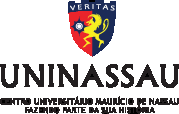 VERITAS
UNINASSAU
CENTRO UNIVERSITÁRIO MAURÍCIO DE NASSAU
FAZENDO PARTE DA SUA HISTÓRIA